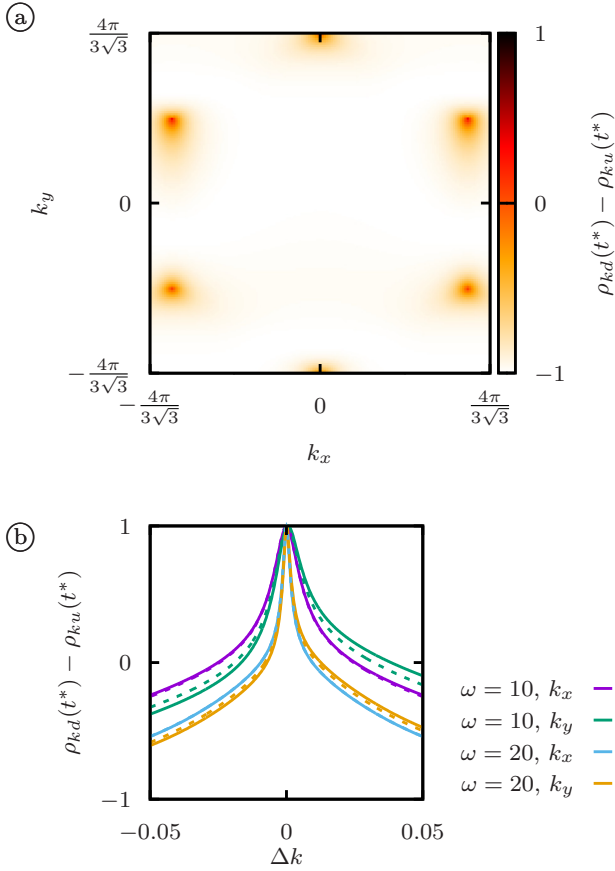 a
4π/3√3
0
−4π/3√3
k_y
−4π/3√3 0 4π/3√3
k_x
1
0
−1
ρ_kd(t*) − ρ_ku(t*)
b
1
0
−1
ρ_kd(t*) − ρ_ku(t*)
−0.05 0 0.05
Δk
ω = 10, k_x
ω = 10, k_y
ω = 20, k_x
ω = 20, k_y